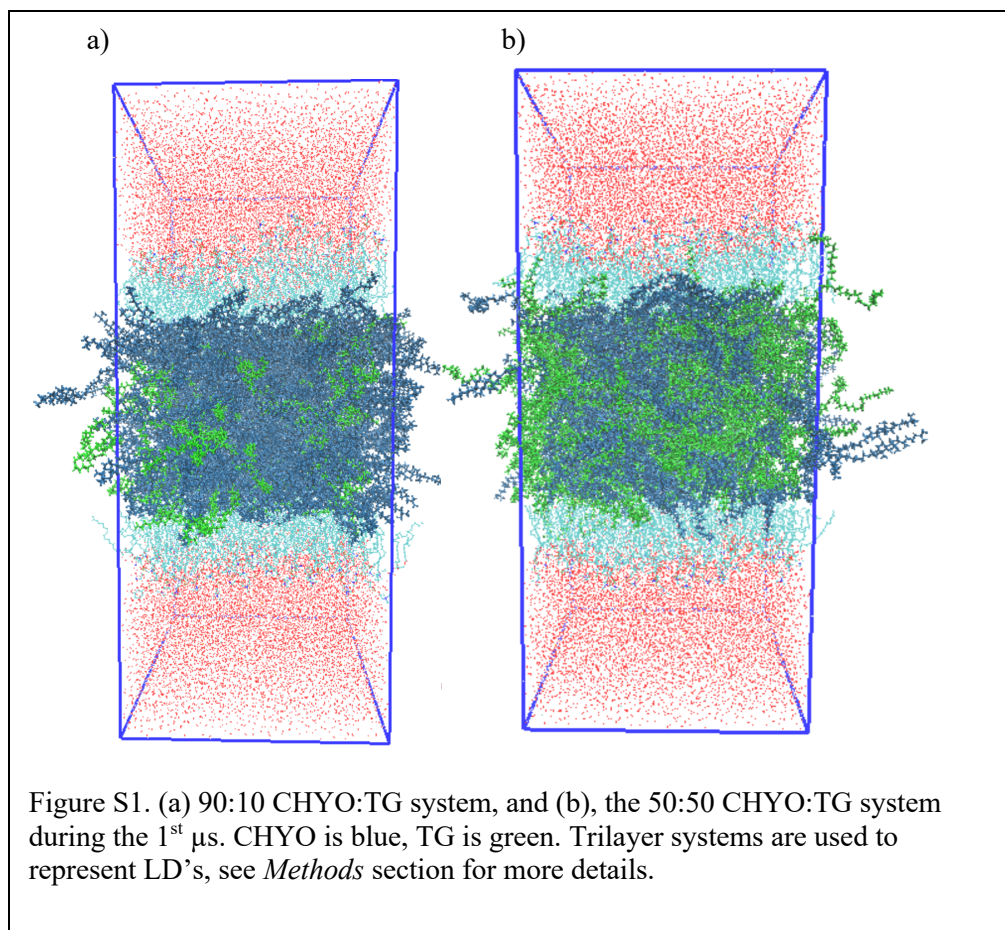 a)
b)
Figure S1. (a) 90:10 CHYO:TG system, and (b), the 50:50 CHYO:TG system
during the 1st µs. CHYO is blue, TG is green. Trilayer systems are used to
represent LD’s, see Methods section for more details.